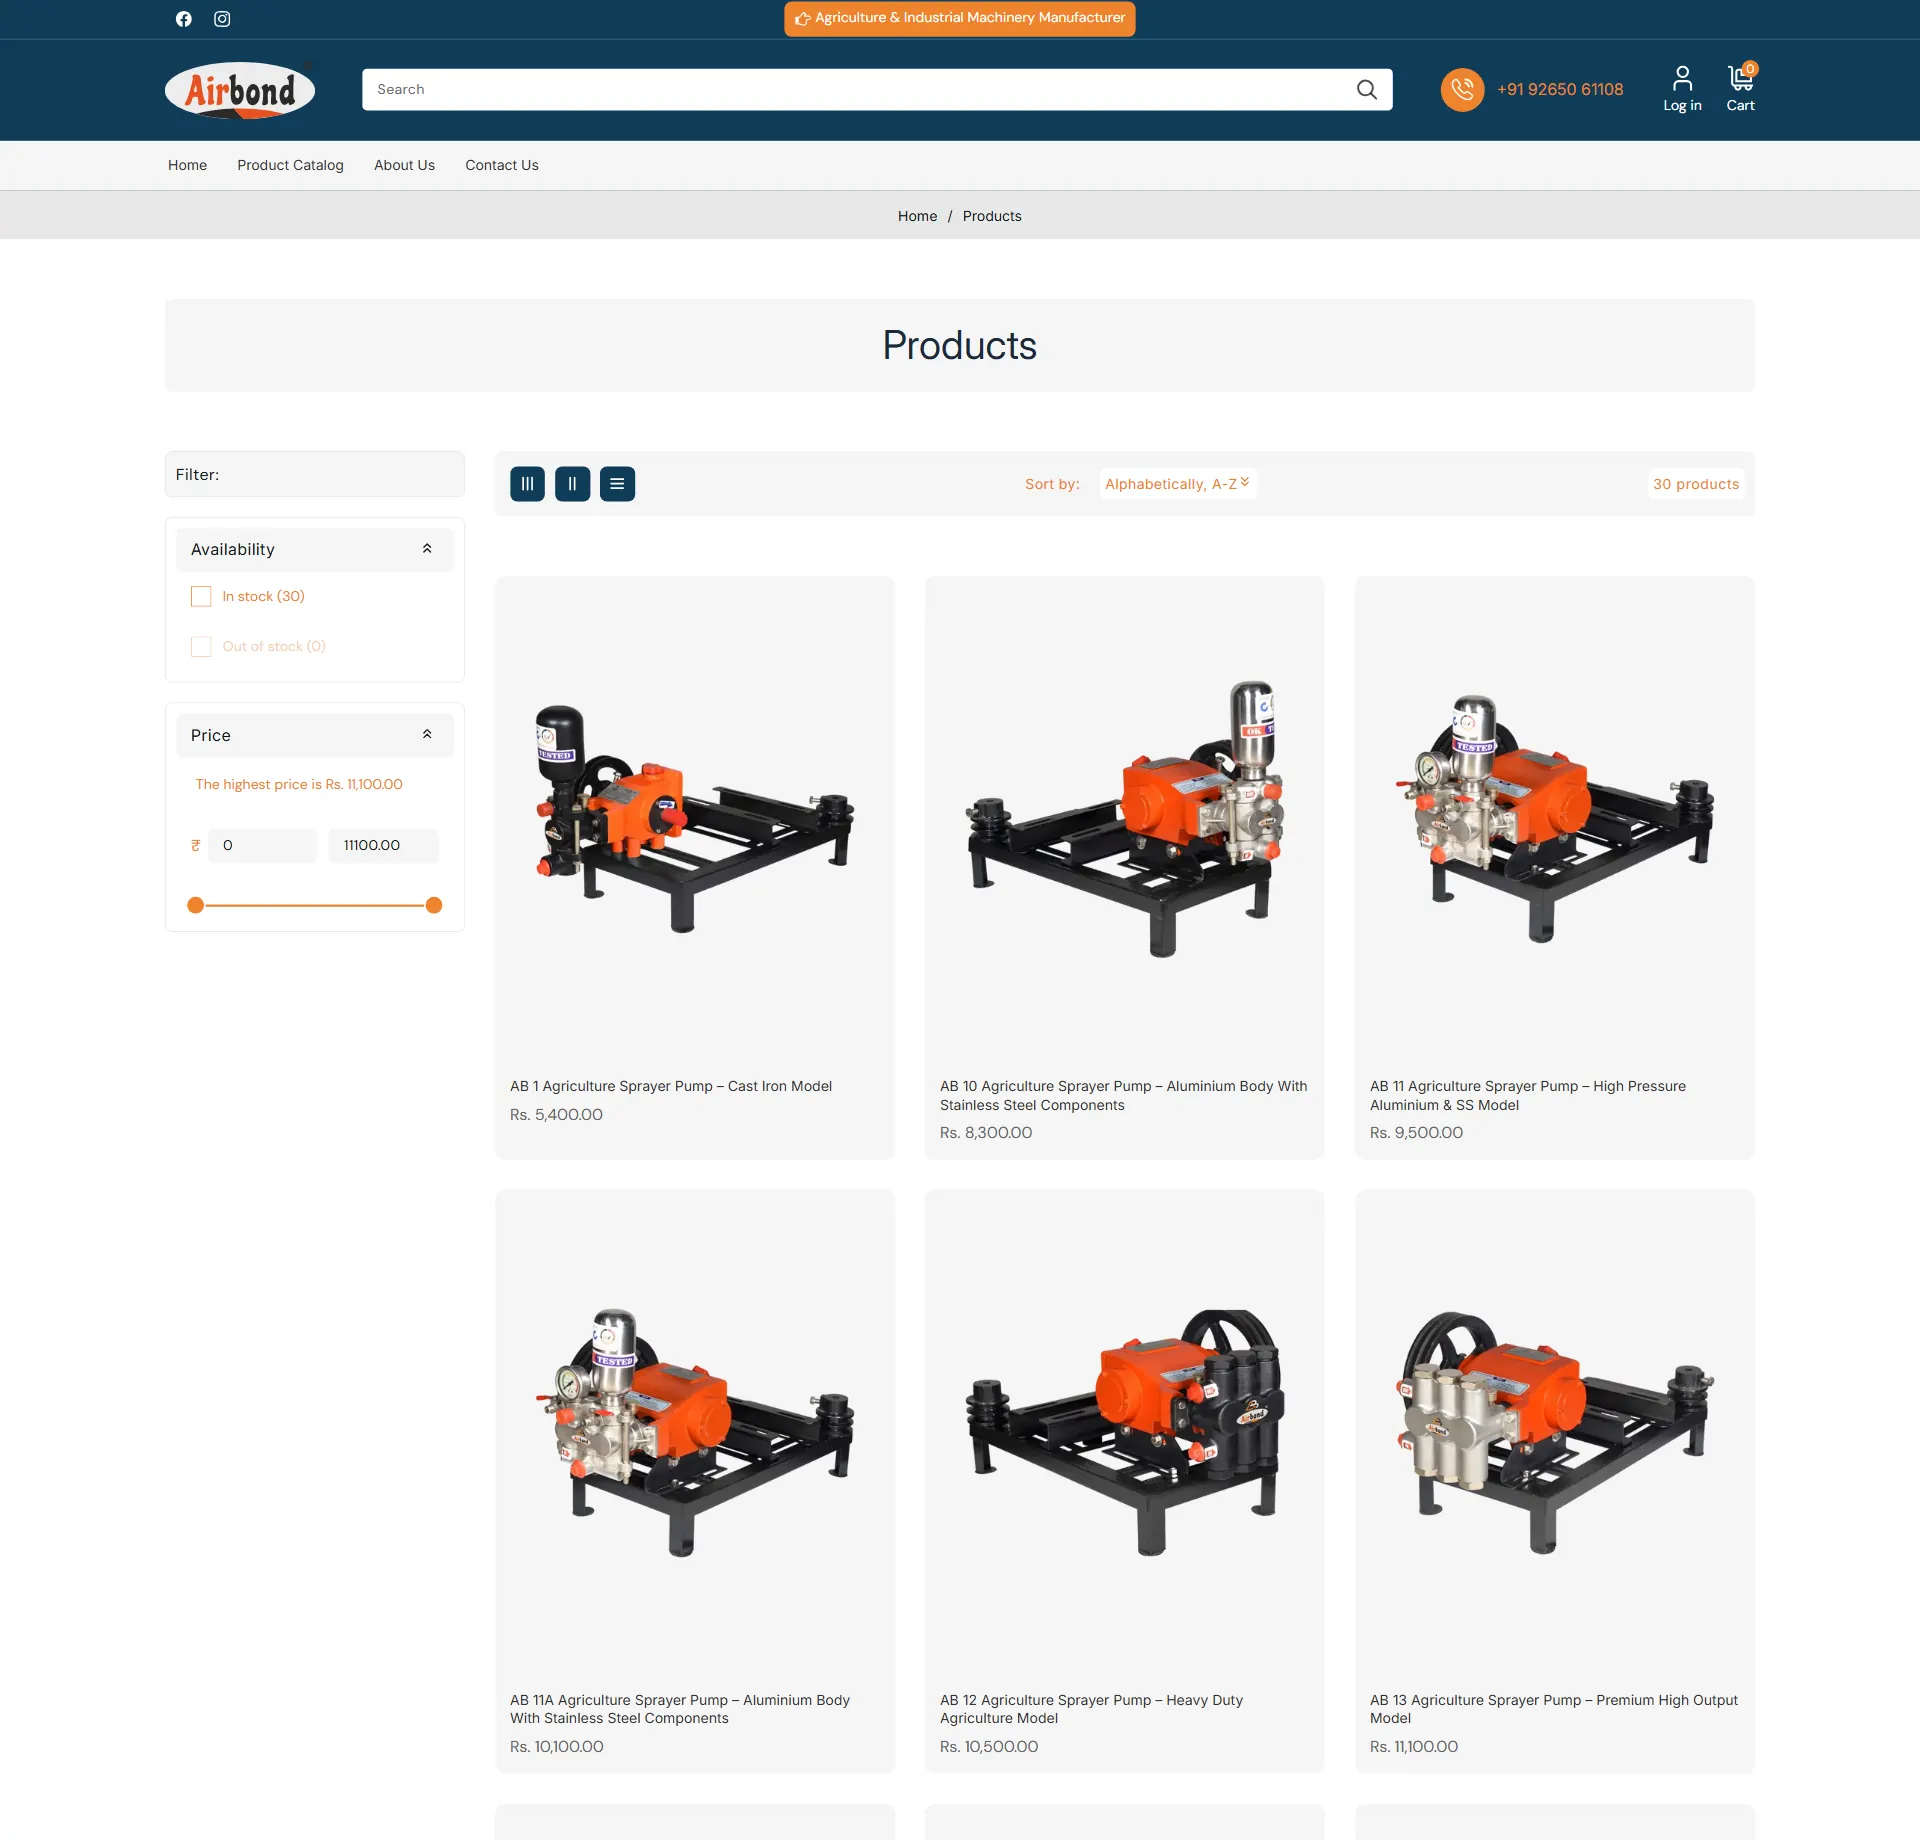 Agriculture & Industrial Machinery Manufacturer
Airbond
Search
+91 92650 61108
Log in
0
Cart
Home
Product Catalog
About Us
Contact Us
Home / Products
Products
Filter:
Availability
In stock (30)
Out of stock (0)
Price
The highest price is Rs. 11,100.00
₹
0
11100.00
Sort by:
Alphabetically, A-Z
30 products
TESTED
AB 1 Agriculture Sprayer Pump – Cast Iron Model
Rs. 5,400.00
OK
AB 10 Agriculture Sprayer Pump – Aluminium Body With
Stainless Steel Components
Rs. 8,300.00
TESTED
AB 11 Agriculture Sprayer Pump – High Pressure
Aluminium & SS Model
Rs. 9,500.00
TESTED
AB 11A Agriculture Sprayer Pump – Aluminium Body
With Stainless Steel Components
Rs. 10,100.00
Airbond
AB 12 Agriculture Sprayer Pump – Heavy Duty
Agriculture Model
Rs. 10,500.00
Airbond
AB 13 Agriculture Sprayer Pump – Premium High Output
Model
Rs. 11,100.00